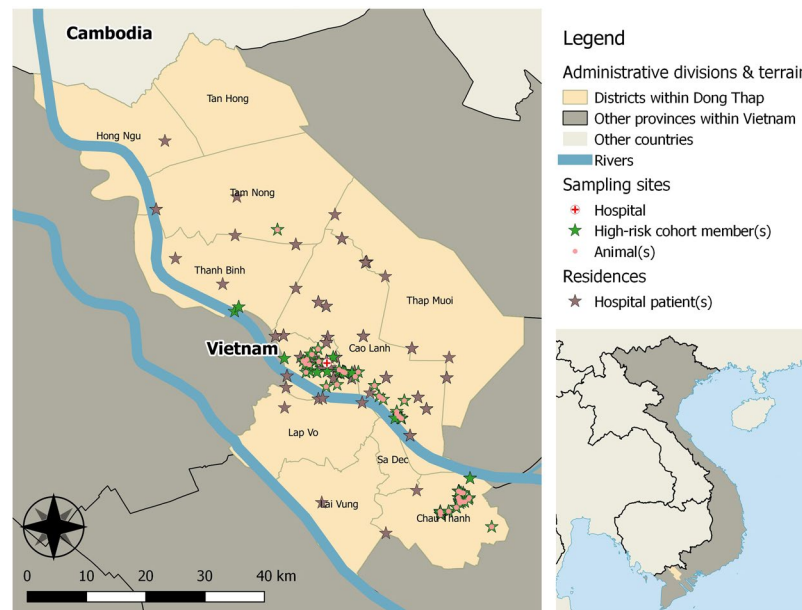 Cambodia
Tan Hong
Hong Ngu
Tam Nong
Thanh Binh
Thap Muoi
Vietnam
Cao Lanh
Lap Vo
Sa Dec
Lai Vung
Chau Thanh
0 10 20 30 40 km
Legend
Administrative divisions & terrain
Districts within Dong Thap
Other provinces within Vietnam
Other countries
Rivers
Sampling sites
Hospital
High-risk cohort member(s)
Animal(s)
Residences
Hospital patient(s)